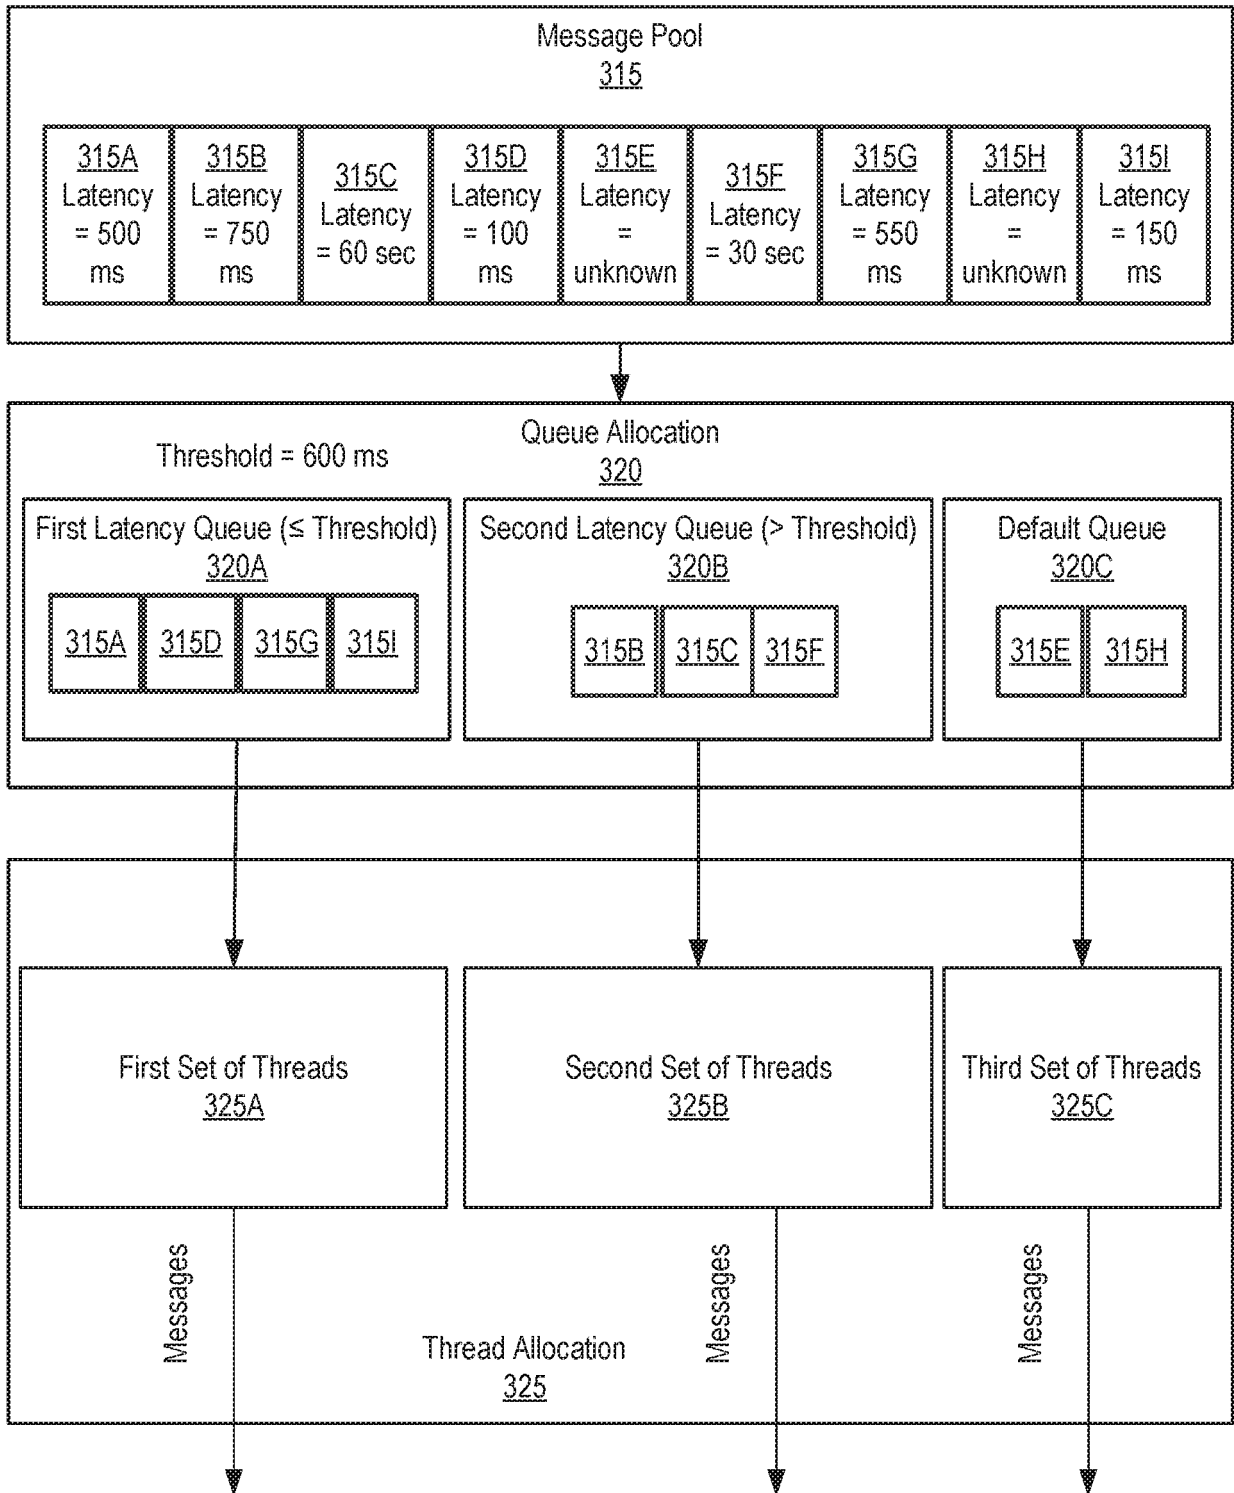 Message Pool
315
315A
Latency
= 500
ms
315B
Latency
= 750
ms
315C
Latency
= 60 sec
315D
Latency
= 100
ms
315E
Latency
=
unknown
315F
Latency
= 30 sec
315G
Latency
= 550
ms
315H
Latency
=
unknown
315I
Latency
= 150
ms
Queue Allocation
320
Threshold = 600 ms
First Latency Queue (≤ Threshold)
320A
315A 315D 315G 315I
Second Latency Queue (> Threshold)
320B
315B 315C 315F
Default Queue
320C
315E 315H
First Set of Threads
325A
Second Set of Threads
325B
Third Set of Threads
325C
Messages
Messages
Messages
Thread Allocation
325